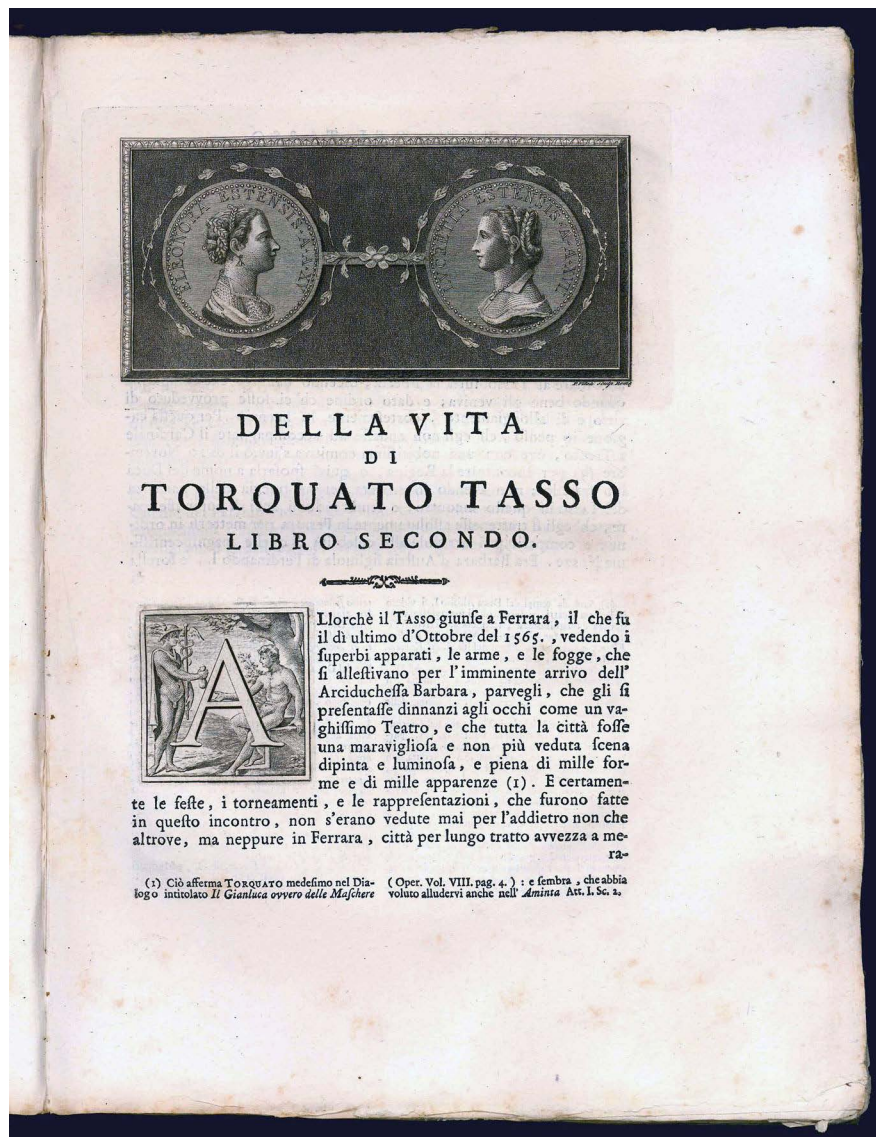 ELEONORA ESTENSIS
LUCRETIA ESTENSIS
DELLA VITA
DI
TORQUATO TASSO
LIBRO SECONDO.
ALlorchè il TASSO giunſe a Ferrara, il che fu
il dì ultimo d'Ottobre del 1565., vedendo i
ſuperbi apparati, le arme, e le fogge, che
ſi alleſtivano per l'imminente arrivo dell'
Arciducheſſa Barbara, parvegli, che gli ſi
preſentaſſe dinnanzi agli occhi come un va-
ghiſſimo Teatro, e che tutta la città foſſe
una maraviglioſa e non più veduta ſcena
dipinta e luminoſa, e piena di mille for-
me e di mille apparenze (1). E certamen-
te le feſte, i torneamenti, e le rappreſentazioni, che furono fatte
in queſto incontro, non s'erano vedute mai per l'addietro non che
altrove, ma neppure in Ferrara, città per lungo tratto avvezza a me-
ra-
(1) Ciò afferma TORQUATO medeſimo nel Dia-
logo intitolato Il Gianluca ovvero delle Maſchere
(Oper. Vol. VIII. pag. 4.) : e ſembra, che abbia
voluto alludervi anche nell' Aminta Att. I. Sc. 2.